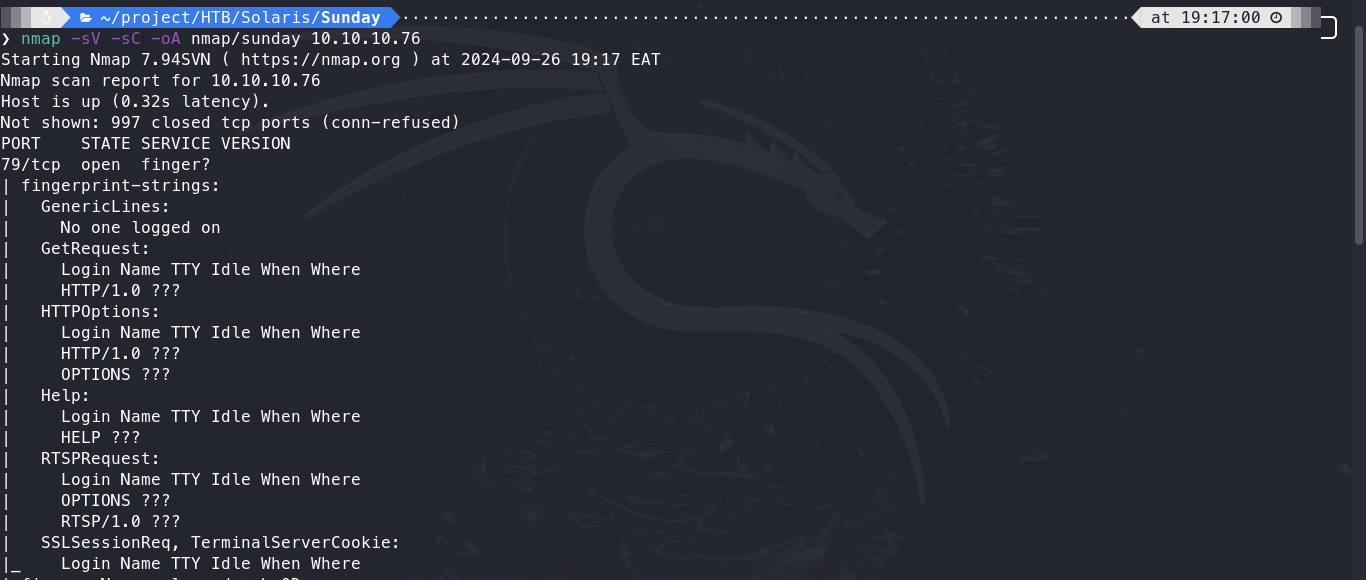 ~/project/HTB/Solaris/Sunday at 19:17:00
❯ nmap -sV -sC -oA nmap/sunday 10.10.10.76
Starting Nmap 7.94SVN ( https://nmap.org ) at 2024-09-26 19:17 EAT
Nmap scan report for 10.10.10.76
Host is up (0.32s latency).
Not shown: 997 closed tcp ports (conn-refused)
PORT    STATE SERVICE VERSION
79/tcp  open  finger?
| fingerprint-strings:
|   GenericLines:
|     No one logged on
|   GetRequest:
|     Login Name TTY Idle When Where
|     HTTP/1.0 ???
|   HTTPOptions:
|     Login Name TTY Idle When Where
|     HTTP/1.0 ???
|     OPTIONS ???
|   Help:
|     Login Name TTY Idle When Where
|     HELP ???
|   RTSPRequest:
|     Login Name TTY Idle When Where
|     OPTIONS ???
|     RTSP/1.0 ???
|   SSLSessionReq, TerminalServerCookie:
|_    Login Name TTY Idle When Where